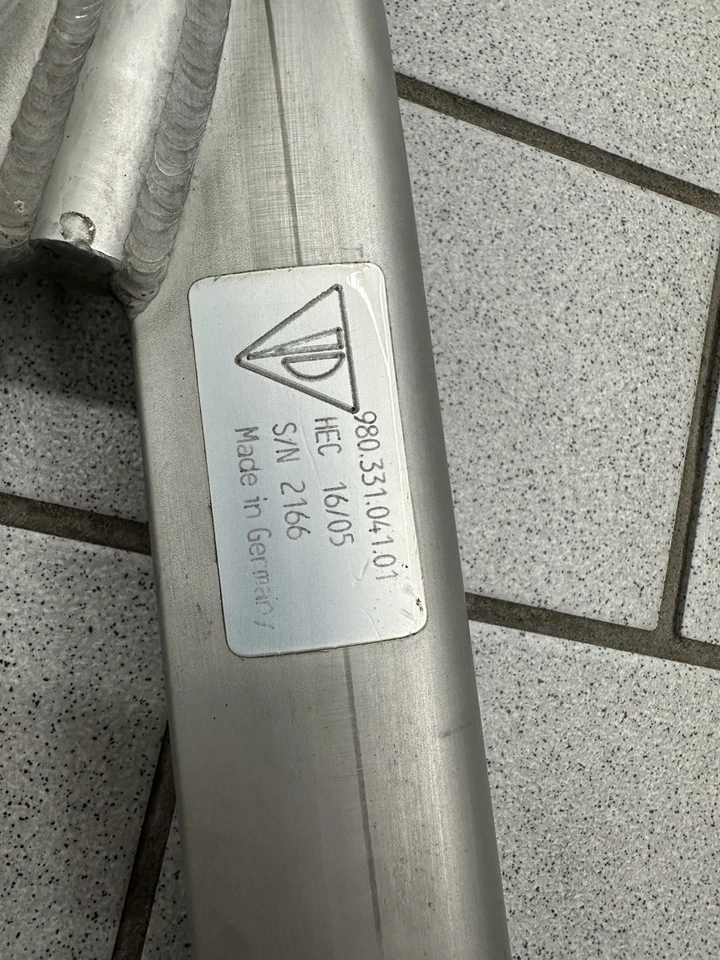 980.331.041.01
HEC 16/05
S/N 2166
Made in Germany